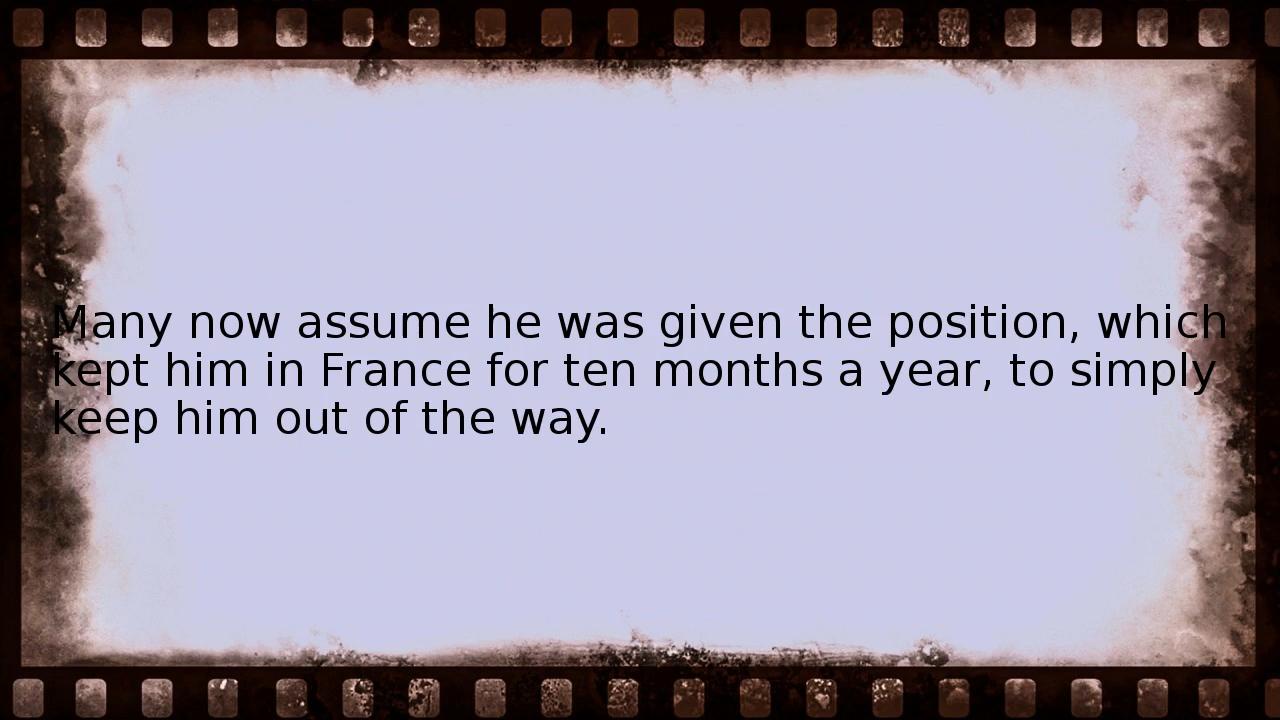 Many now assume he was given the position, which
kept him in France for ten months a year, to simply
keep him out of the way.